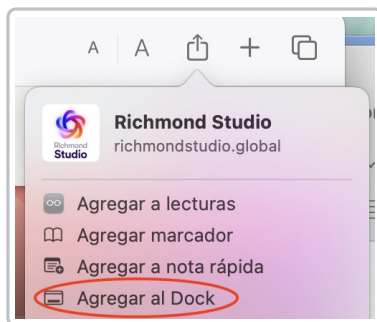 A A
Richmond Studio
richmondstudio.global
Richmond
Studio
Agregar a lecturas
Agregar marcador
Agregar a nota rápida
Agregar al Dock